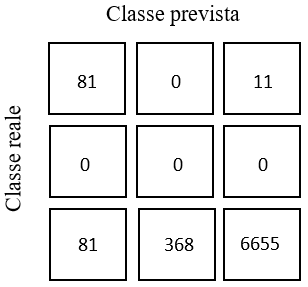 Classe prevista
Classe reale
81 0 11
0 0 0
81 368 6655